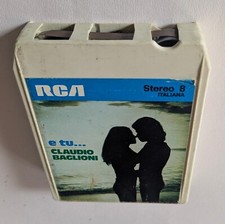 RCA
Stereo 8
ITALIANA
e tu...
CLAUDIO
BAGLIONI